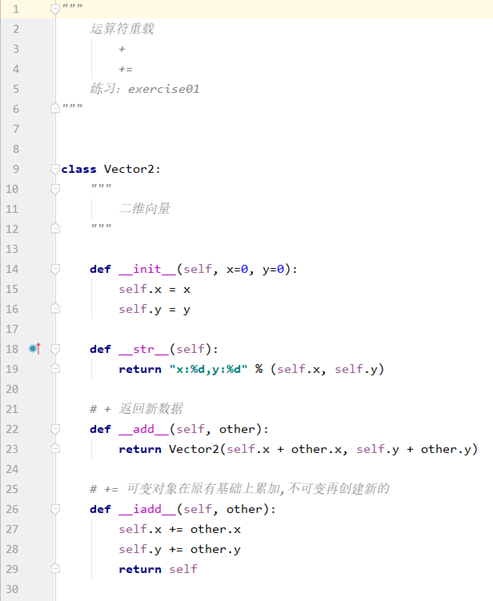 1 """
2     运算符重载
3         +
4         +=
5     练习：exercise01
6 """
7
8
9 class Vector2:
10     """
11         二维向量
12     """
13
14     def __init__(self, x=0, y=0):
15         self.x = x
16         self.y = y
17
18     def __str__(self):
19         return "x:%d,y:%d" % (self.x, self.y)
20
21     # + 返回新数据
22     def __add__(self, other):
23         return Vector2(self.x + other.x, self.y + other.y)
24
25     # += 可变对象在原有基础上累加,不可变再创建新的
26     def __iadd__(self, other):
27         self.x += other.x
28         self.y += other.y
29         return self
30